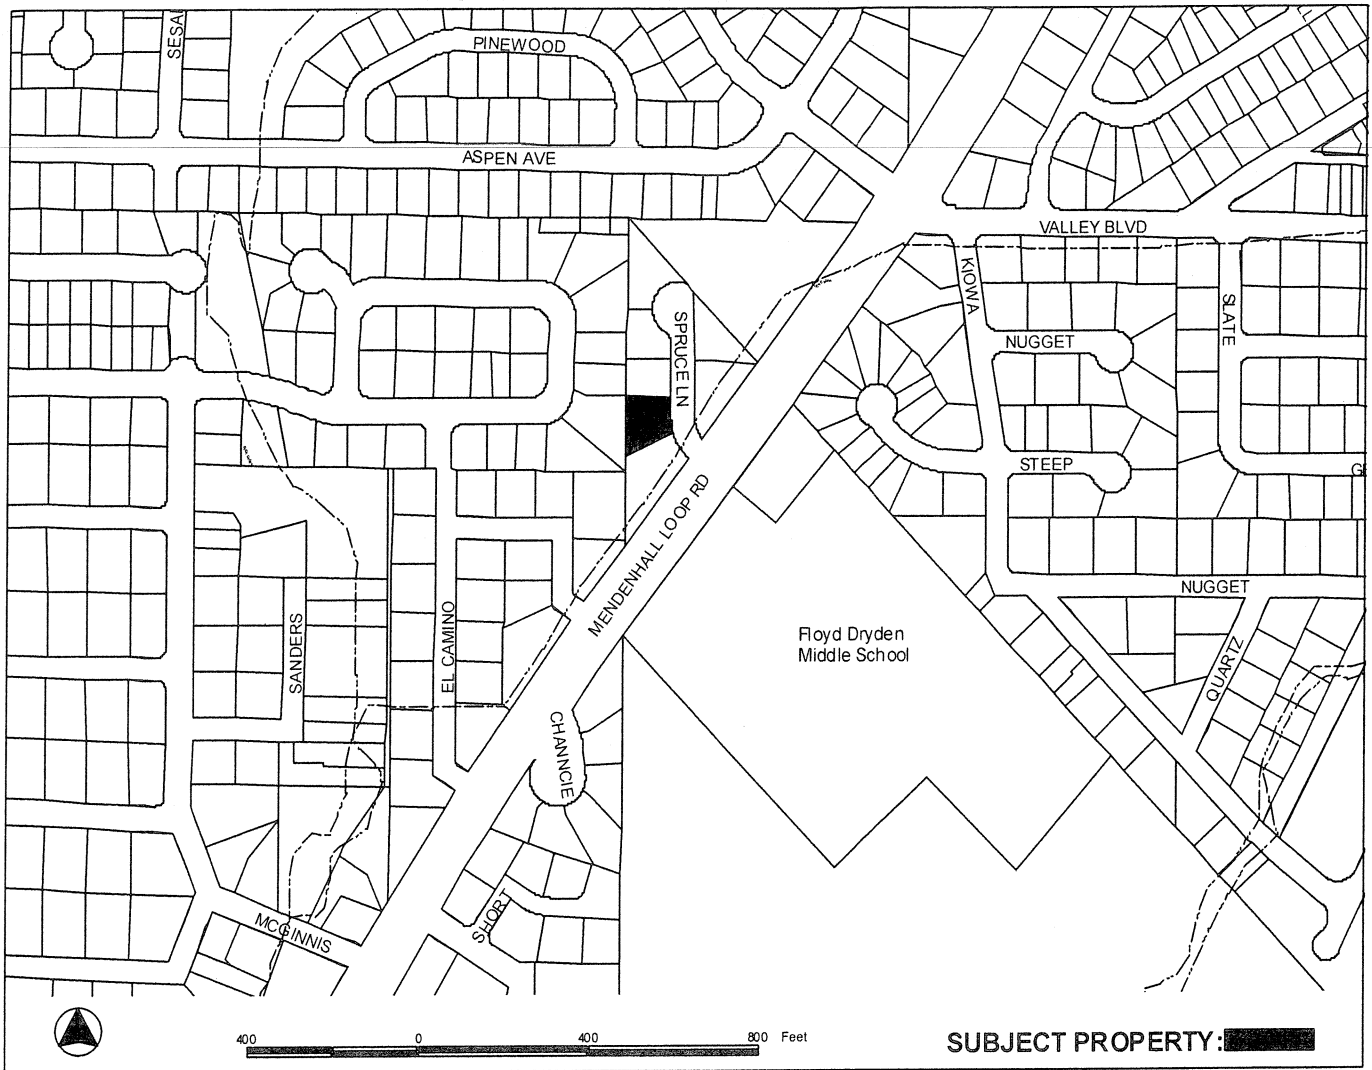 SESA
PINEWOOD
ASPEN AVE
VALLEY BLVD
KIOWA
SLATE
SPRUCE LN
NUGGET
STEEP
G
MENDENHALL LOOP RD
NUGGET
SANDERS
EL CAMINO
Floyd Dryden
Middle School
QUARTZ
CHANNCIE
SHORT
MCGINNIS
400 0 400 800 Feet
SUBJECT PROPERTY: